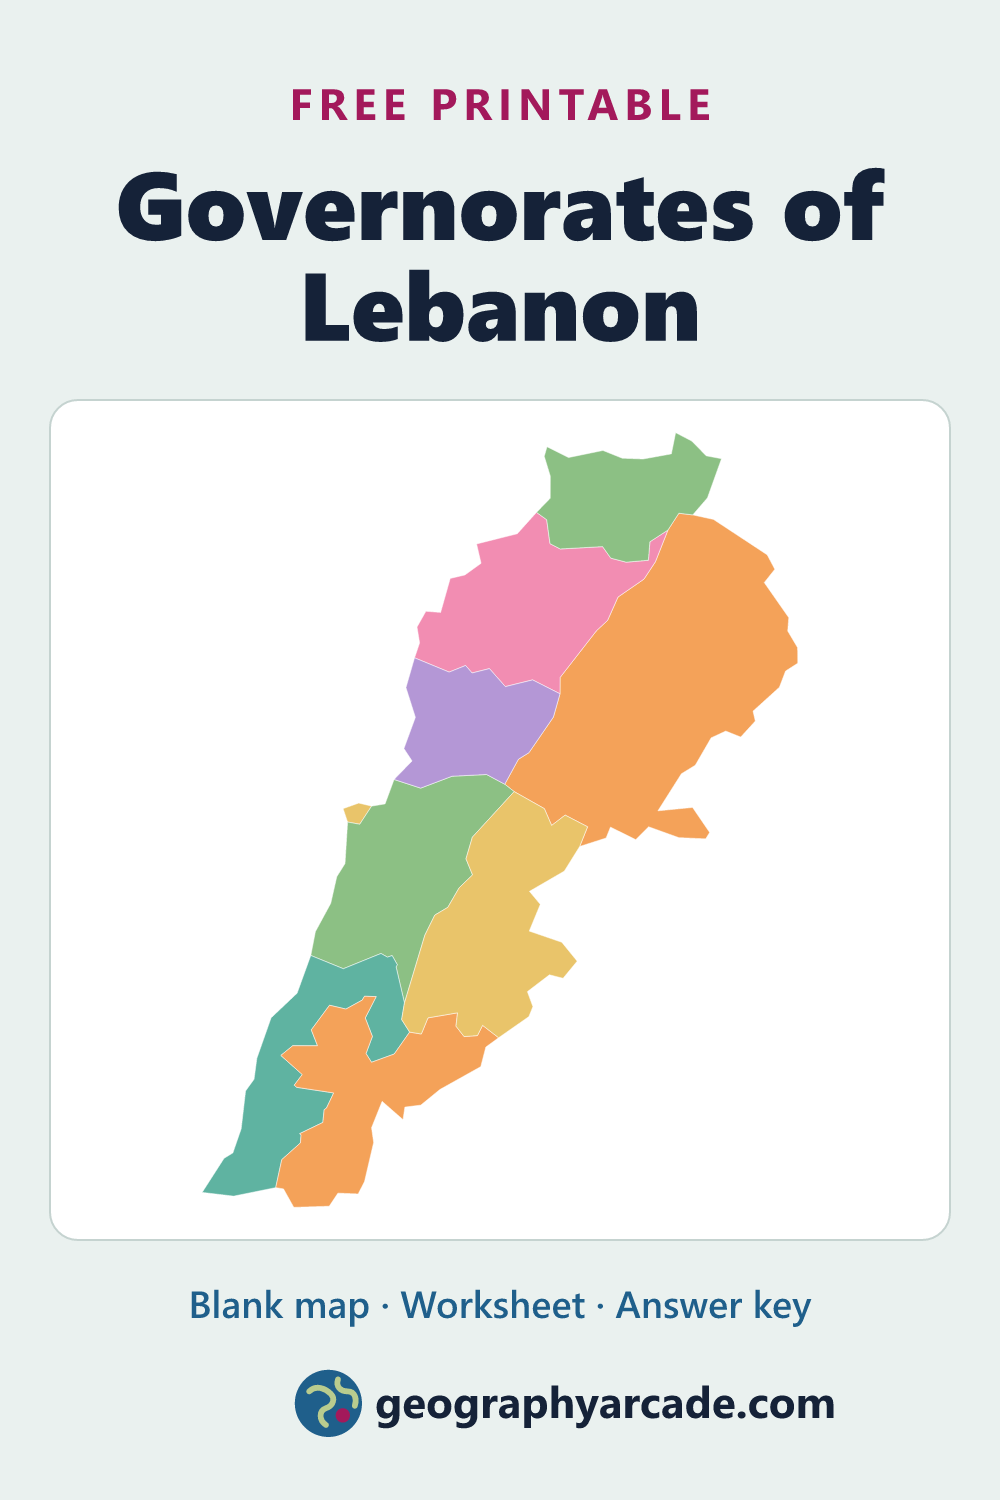 FREE PRINTABLE
Governorates of
Lebanon
Blank map · Worksheet · Answer key
geographyarcade.com